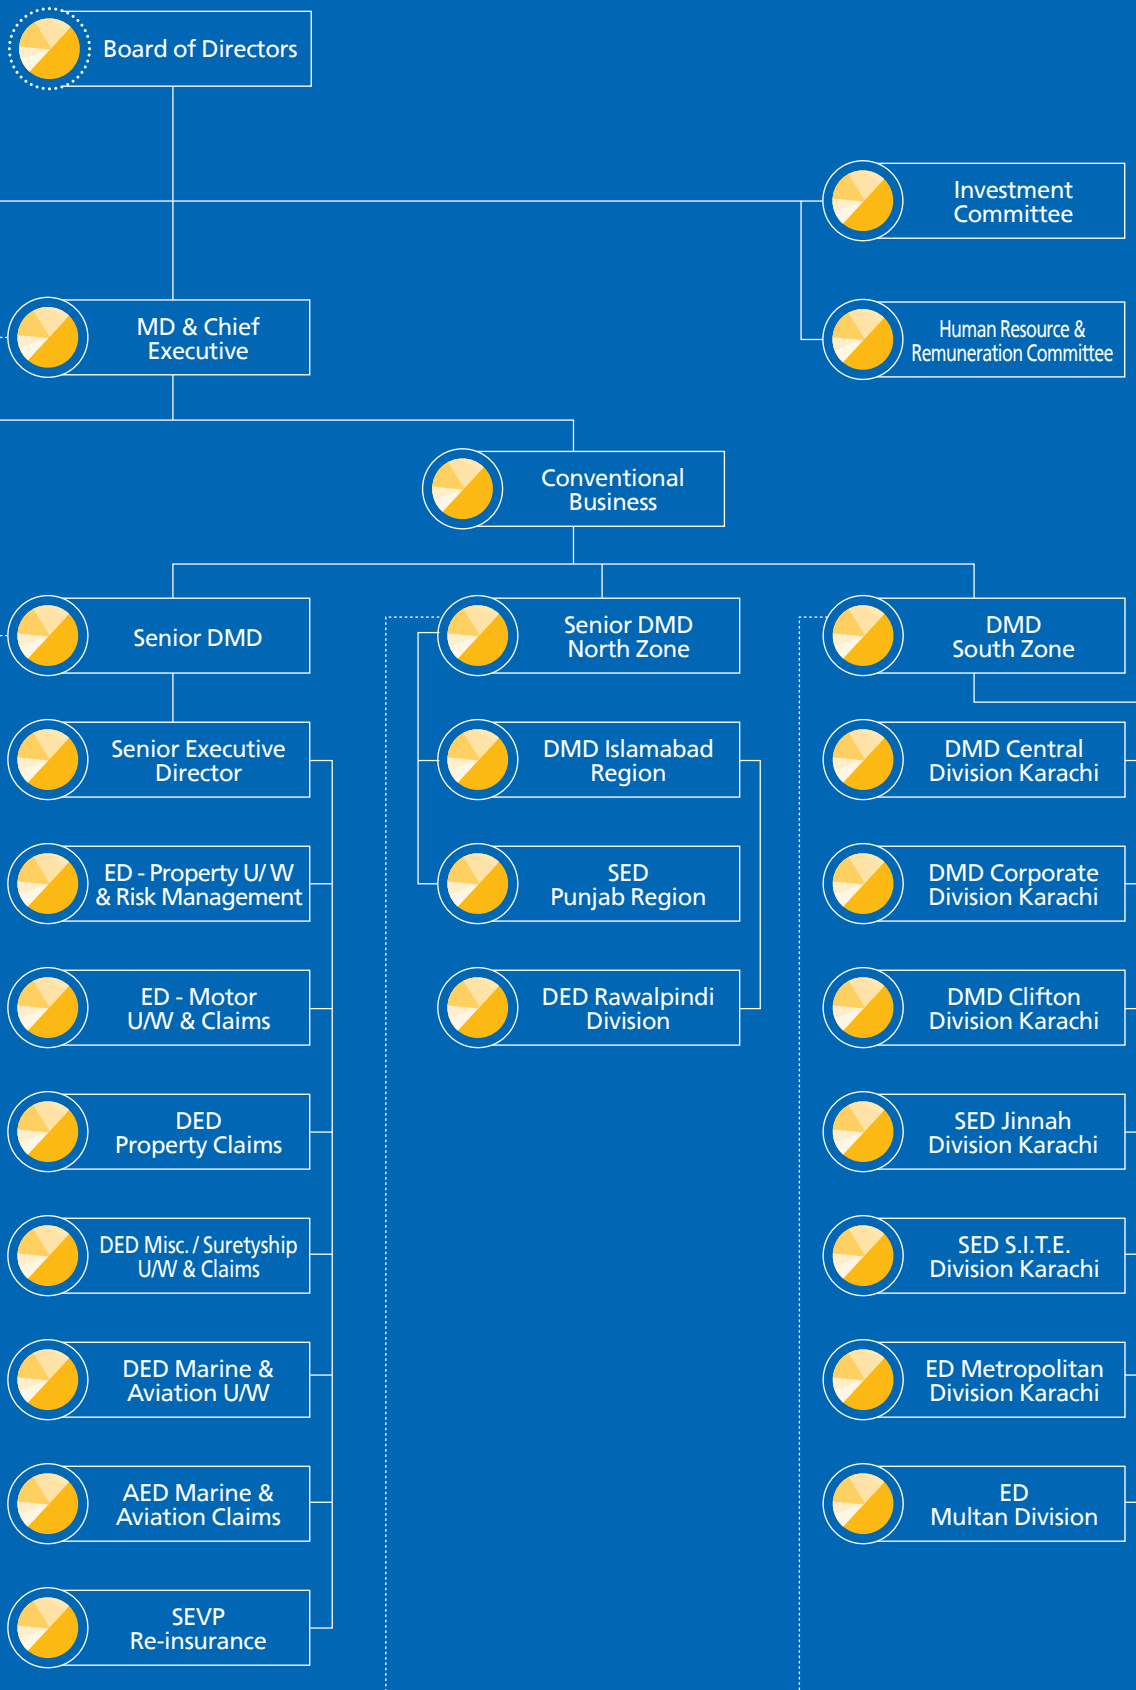 Board of Directors
Investment
Committee
MD & Chief
Executive
Human Resource &
Remuneration Committee
Conventional
Business
Senior DMD
Senior DMD
North Zone
DMD
South Zone
Senior Executive
Director
DMD Islamabad
Region
DMD Central
Division Karachi
ED - Property U/ W
& Risk Management
SED
Punjab Region
DMD Corporate
Division Karachi
ED - Motor
U/W & Claims
DED Rawalpindi
Division
DMD Clifton
Division Karachi
DED
Property Claims
SED Jinnah
Division Karachi
DED Misc. / Suretyship
U/W & Claims
SED S.I.T.E.
Division Karachi
DED Marine &
Aviation U/W
ED Metropolitan
Division Karachi
AED Marine &
Aviation Claims
ED
Multan Division
SEVP
Re-insurance